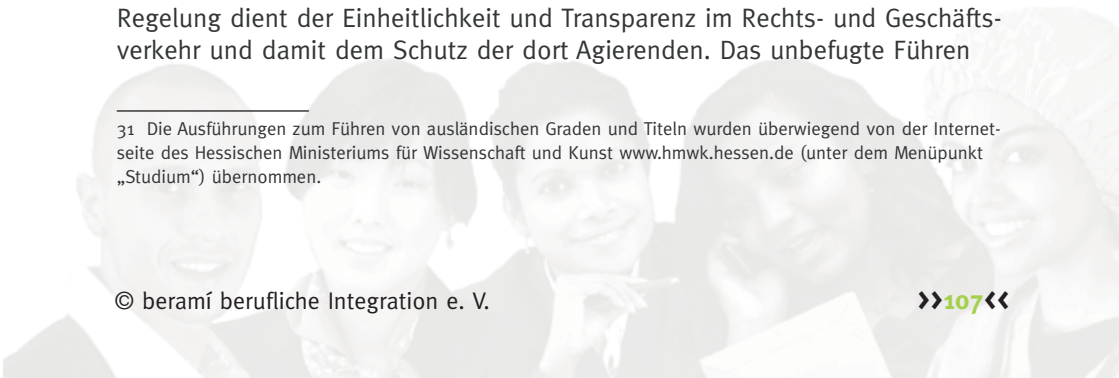 Regelung dient der Einheitlichkeit und Transparenz im Rechts- und Geschäfts-
verkehr und damit dem Schutz der dort Agierenden. Das unbefugte Führen
31 Die Ausführungen zum Führen von ausländischen Graden und Titeln wurden überwiegend von der Internet-
seite des Hessischen Ministeriums für Wissenschaft und Kunst www.hmwk.hessen.de (unter dem Menüpunkt
„Studium“) übernommen.
© beramí berufliche Integration e. V.
››107‹‹